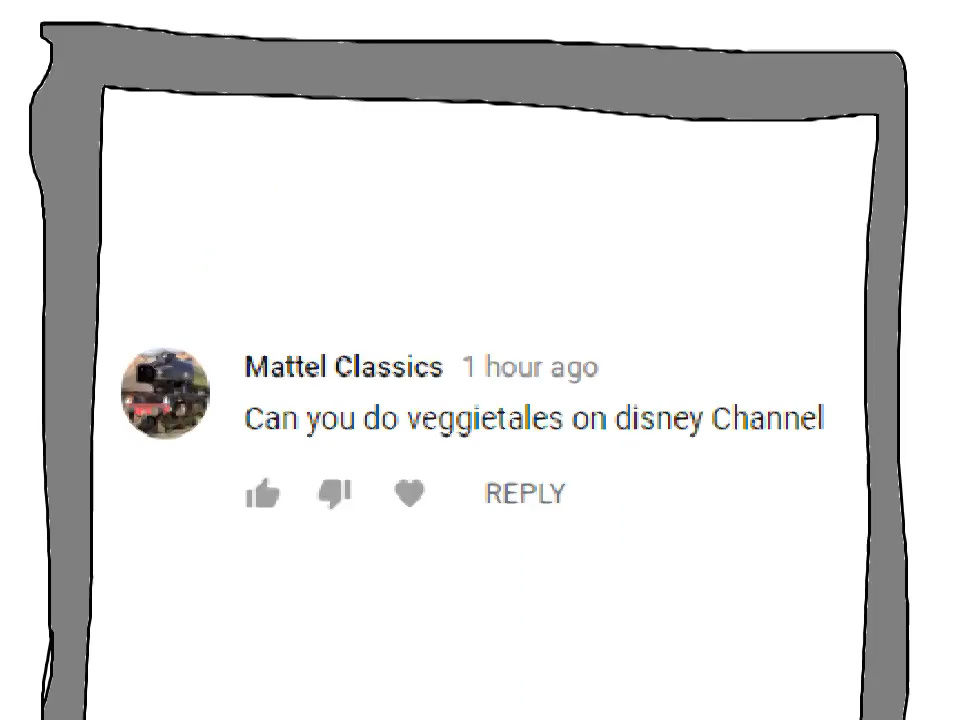 Mattel Classics 1 hour ago
Can you do veggietales on disney Channel
REPLY